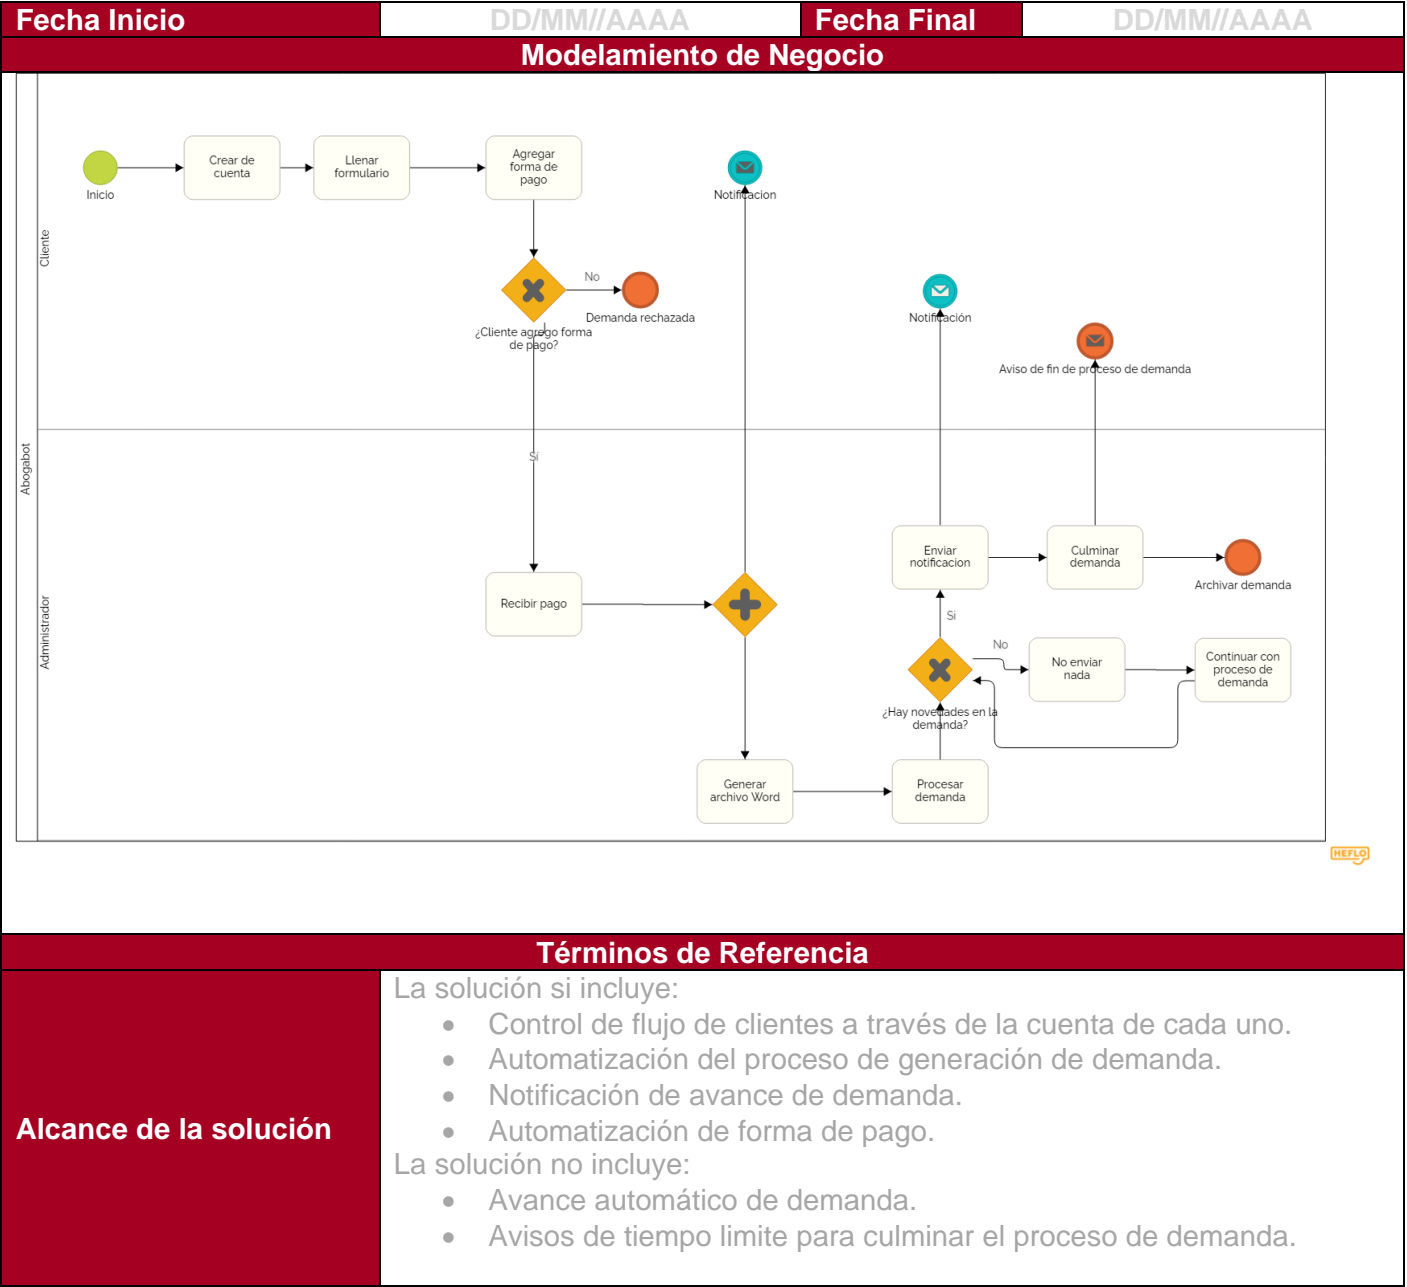 Fecha Inicio DD/MM//AAAA Fecha Final DD/MM//AAAA
Modelamiento de Negocio
Abogabot
Cliente
Inicio
Crear de
cuenta
Llenar
formulario
Agregar
forma de
pago
Notificacion
¿Cliente agrego forma
de pago?
No
Demanda rechazada
Notificación
Aviso de fin de proceso de demanda
Sí
Administrador
Recibir pago
Enviar
notificacion
Culminar
demanda
Archivar demanda
Si
No
No enviar
nada
Continuar con
proceso de
demanda
¿Hay novedades en la
demanda?
Generar
archivo Word
Procesar
demanda
HEFLO
Términos de Referencia
Alcance de la solución
La solución si incluye:
• Control de flujo de clientes a través de la cuenta de cada uno.
• Automatización del proceso de generación de demanda.
• Notificación de avance de demanda.
• Automatización de forma de pago.
La solución no incluye:
• Avance automático de demanda.
• Avisos de tiempo limite para culminar el proceso de demanda.